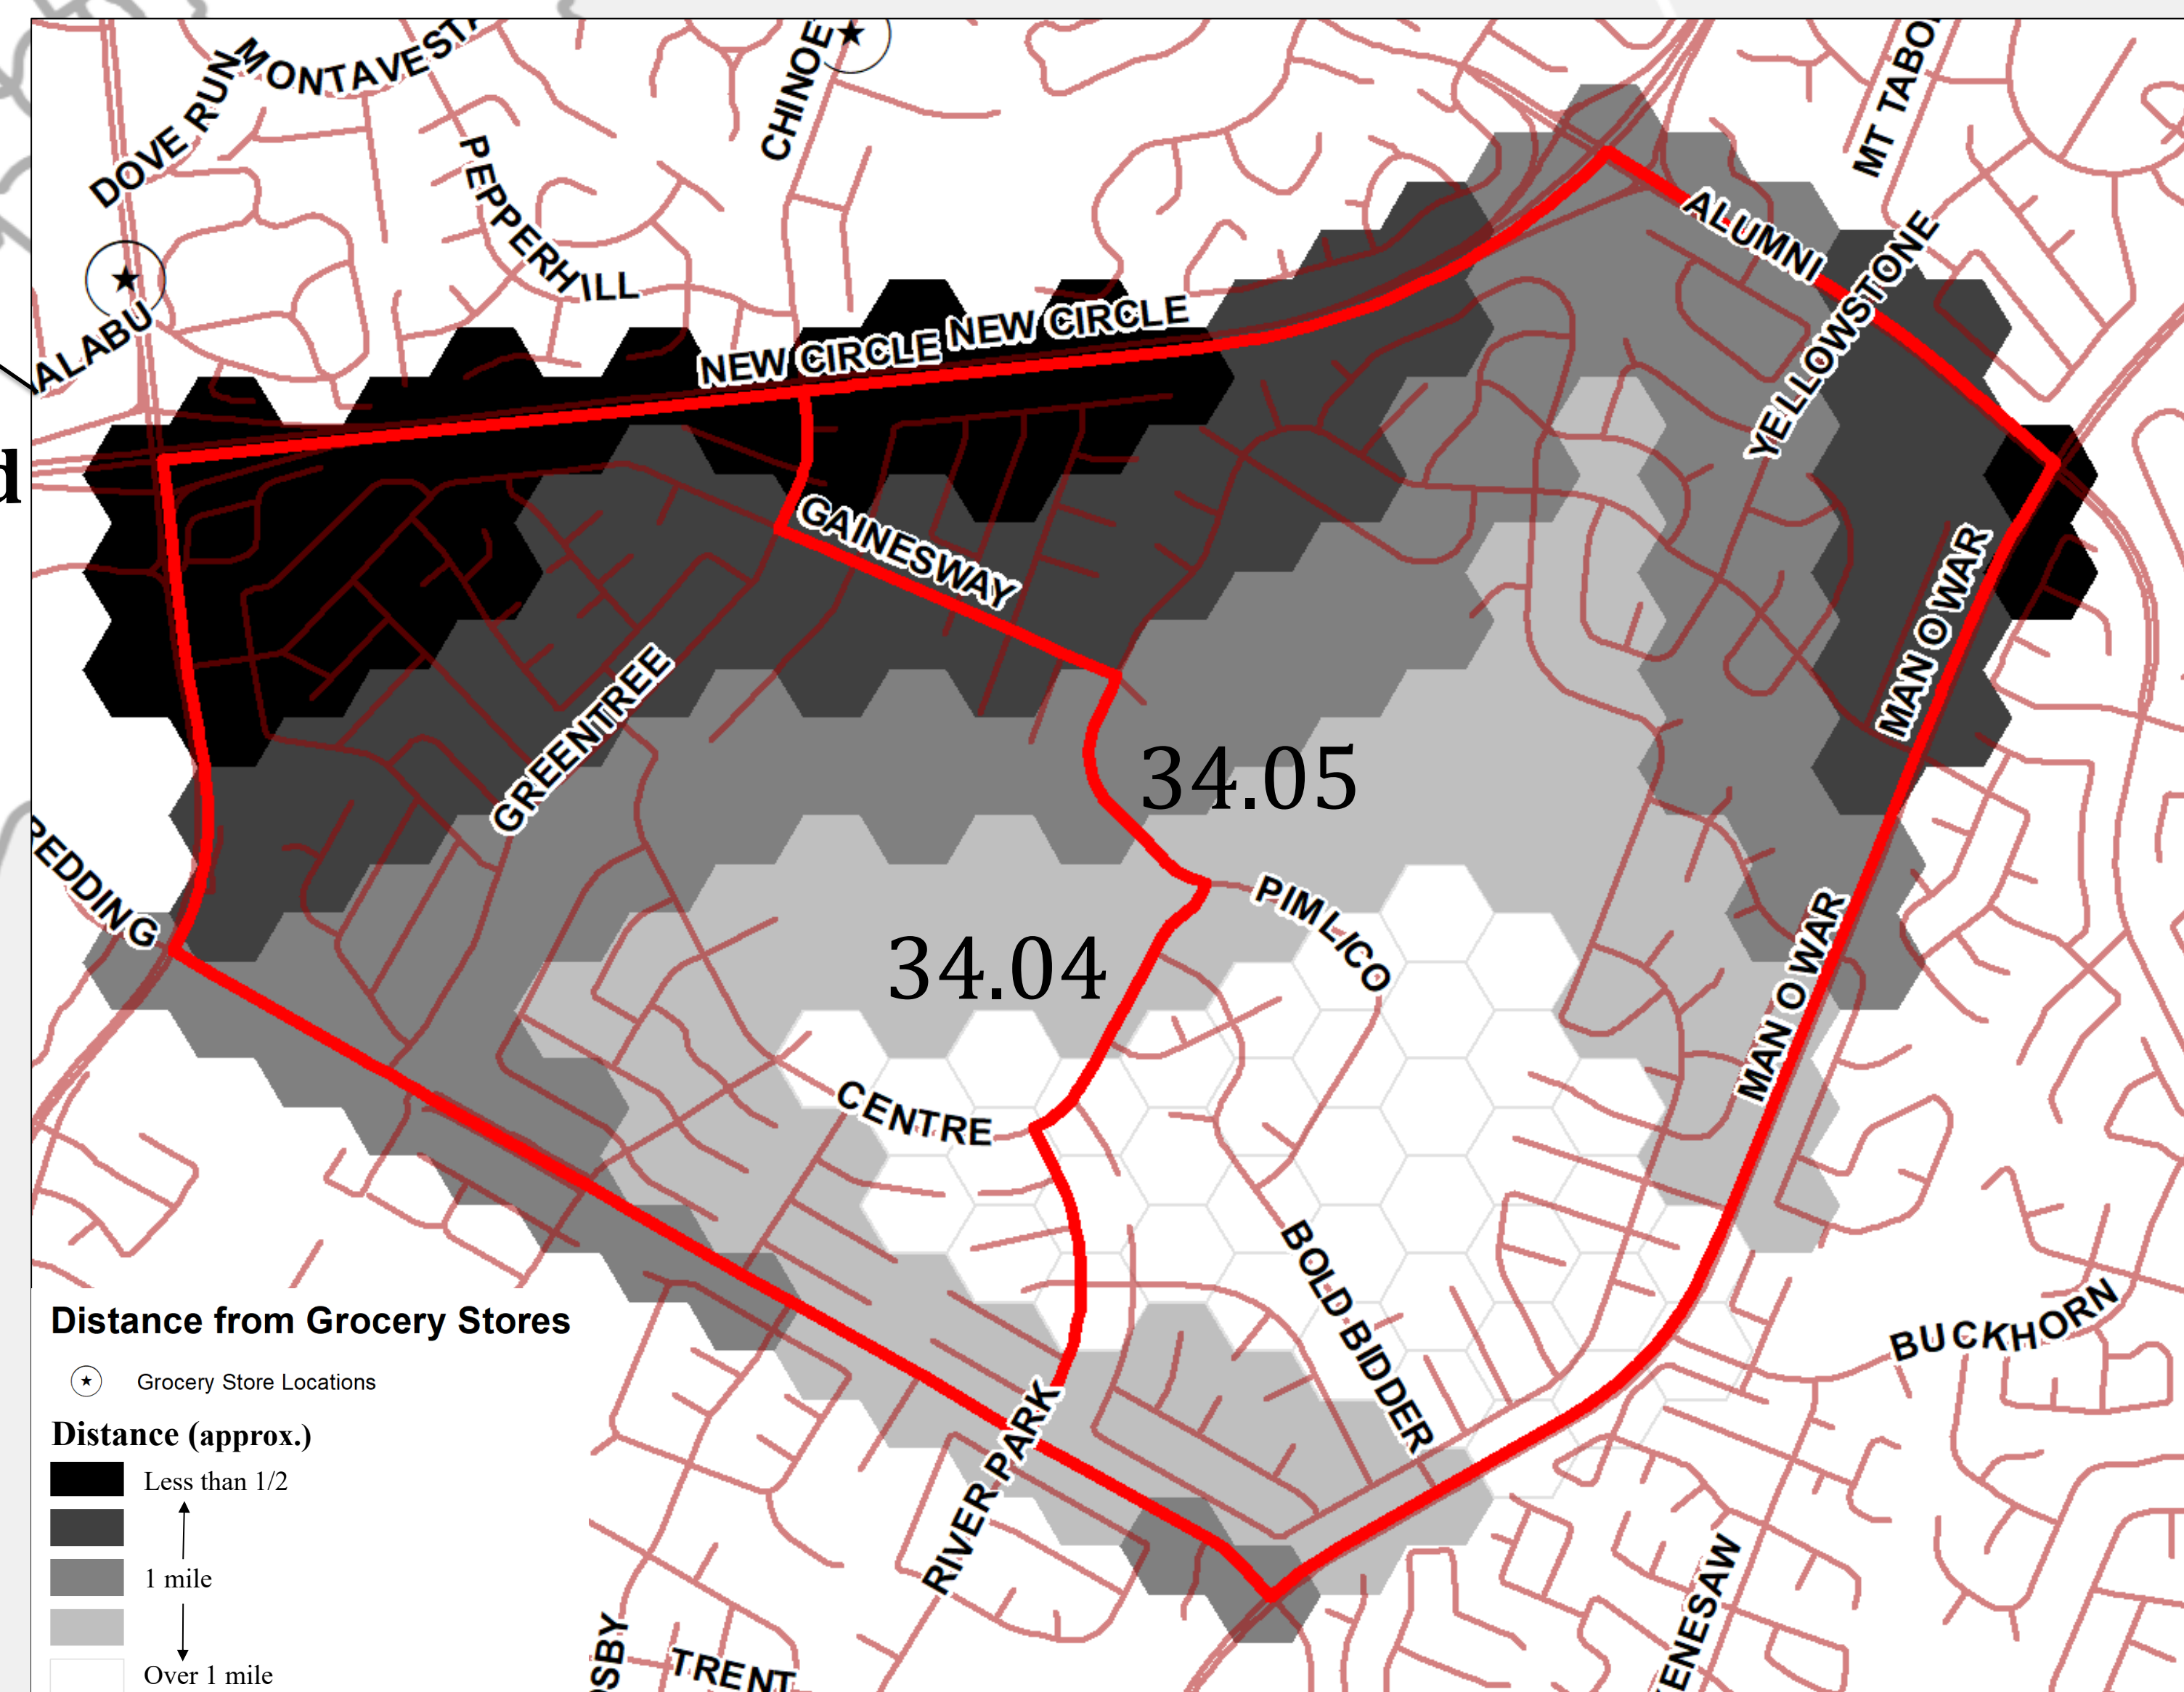 MONTAVESTA
DOVE RUN
CHINOE
MT TABOR
PEPPERHILL
ALUMNI
YELLOWSTONE
ALABU
NEW CIRCLE
NEW CIRCLE
d
GAINESWAY
MAN O WAR
GREENTREE
34.05
REDDING
PIMLICO
34.04
MAN O WAR
CENTRE
BOLD BIDDER
BUCKHORN
Distance from Grocery Stores
Grocery Store Locations
RIVER PARK
Distance (approx.)
Less than 1/2
1 mile
Over 1 mile
ENESAW
OSBY
TRENT